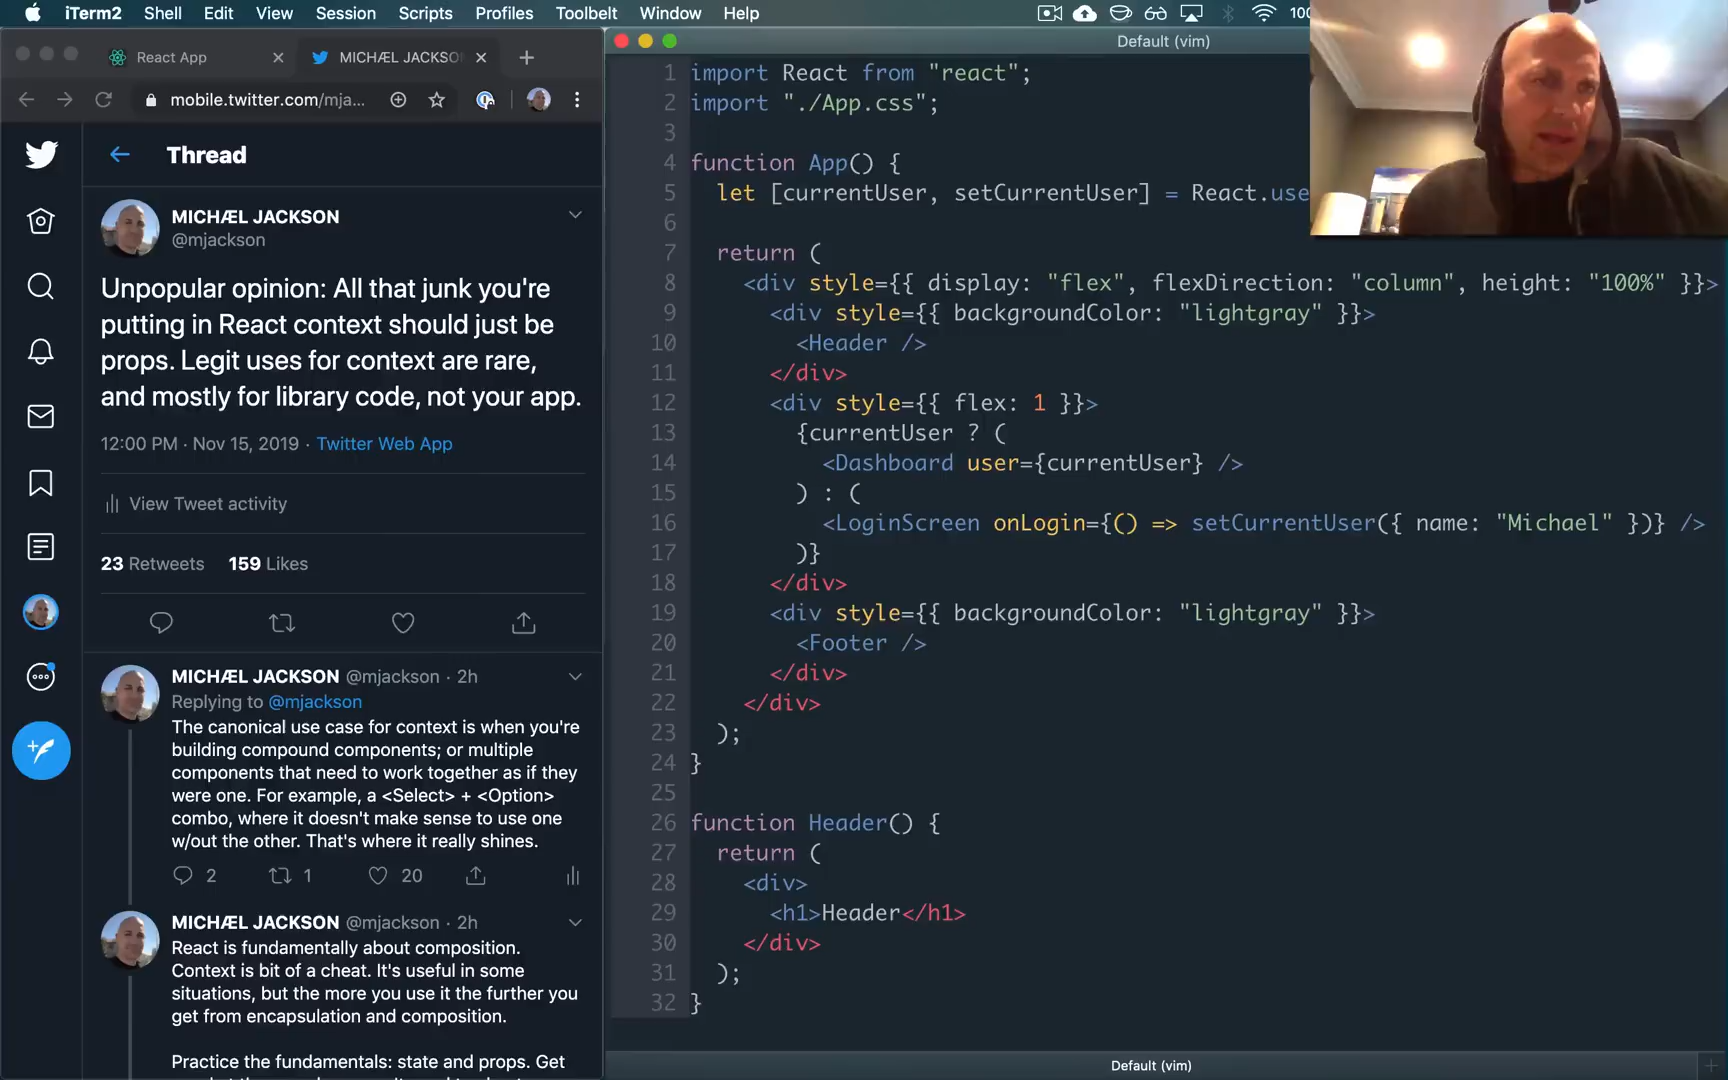 iTerm2 Shell Edit View Session Scripts Profiles Toolbelt Window Help
React App
MICHÆL JACKSO
mobile.twitter.com/mja...
Thread
MICHÆL JACKSON
@mjackson
Unpopular opinion: All that junk you're
putting in React context should just be
props. Legit uses for context are rare,
and mostly for library code, not your app.
12:00 PM · Nov 15, 2019 · Twitter Web App
View Tweet activity
23 Retweets 159 Likes
MICHÆL JACKSON @mjackson · 2h
Replying to @mjackson
The canonical use case for context is when you're
building compound components; or multiple
components that need to work together as if they
were one. For example, a <Select> + <Option>
combo, where it doesn't make sense to use one
w/out the other. That's where it really shines.
2 1 20
MICHÆL JACKSON @mjackson · 2h
React is fundamentally about composition.
Context is bit of a cheat. It's useful in some
situations, but the more you use it the further you
get from encapsulation and composition.
Practice the fundamentals: state and props. Get
Default (vim)
1 import React from "react";
2 import "./App.css";
3
4 function App() {
5   let [currentUser, setCurrentUser] = React.use
6
7   return (
8     <div style={{ display: "flex", flexDirection: "column", height: "100%" }}>
9       <div style={{ backgroundColor: "lightgray" }}>
10         <Header />
11       </div>
12       <div style={{ flex: 1 }}>
13         {currentUser ? (
14           <Dashboard user={currentUser} />
15         ) : (
16           <LoginScreen onLogin={() => setCurrentUser({ name: "Michael" })} />
17         )}
18       </div>
19       <div style={{ backgroundColor: "lightgray" }}>
20         <Footer />
21       </div>
22     </div>
23   );
24 }
25
26 function Header() {
27   return (
28     <div>
29       <h1>Header</h1>
30     </div>
31   );
32 }
Default (vim)